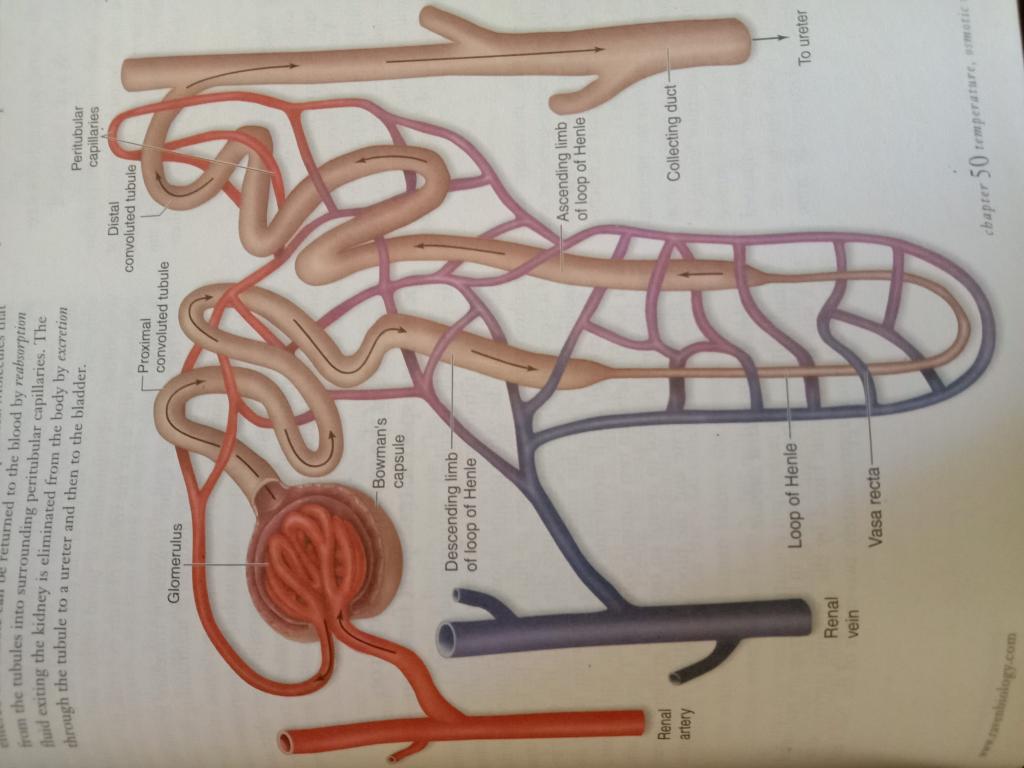 can be returned to the blood by reabsorption
from the tubules into surrounding peritubular capillaries. The
fluid exiting the kidney is eliminated from the body by excretion
through the tubule to a ureter and then to the bladder.
Peritubular
capillaries
Distal
convoluted tubule
Proximal
convoluted tubule
Glomerulus
Bowman's
capsule
Descending limb
of loop of Henle
Ascending limb
of loop of Henle
Collecting duct
To ureter
Loop of Henle
Vasa recta
Renal
vein
Renal
artery
www.ravenbiology.com
chapter 50 temperature, osmotic